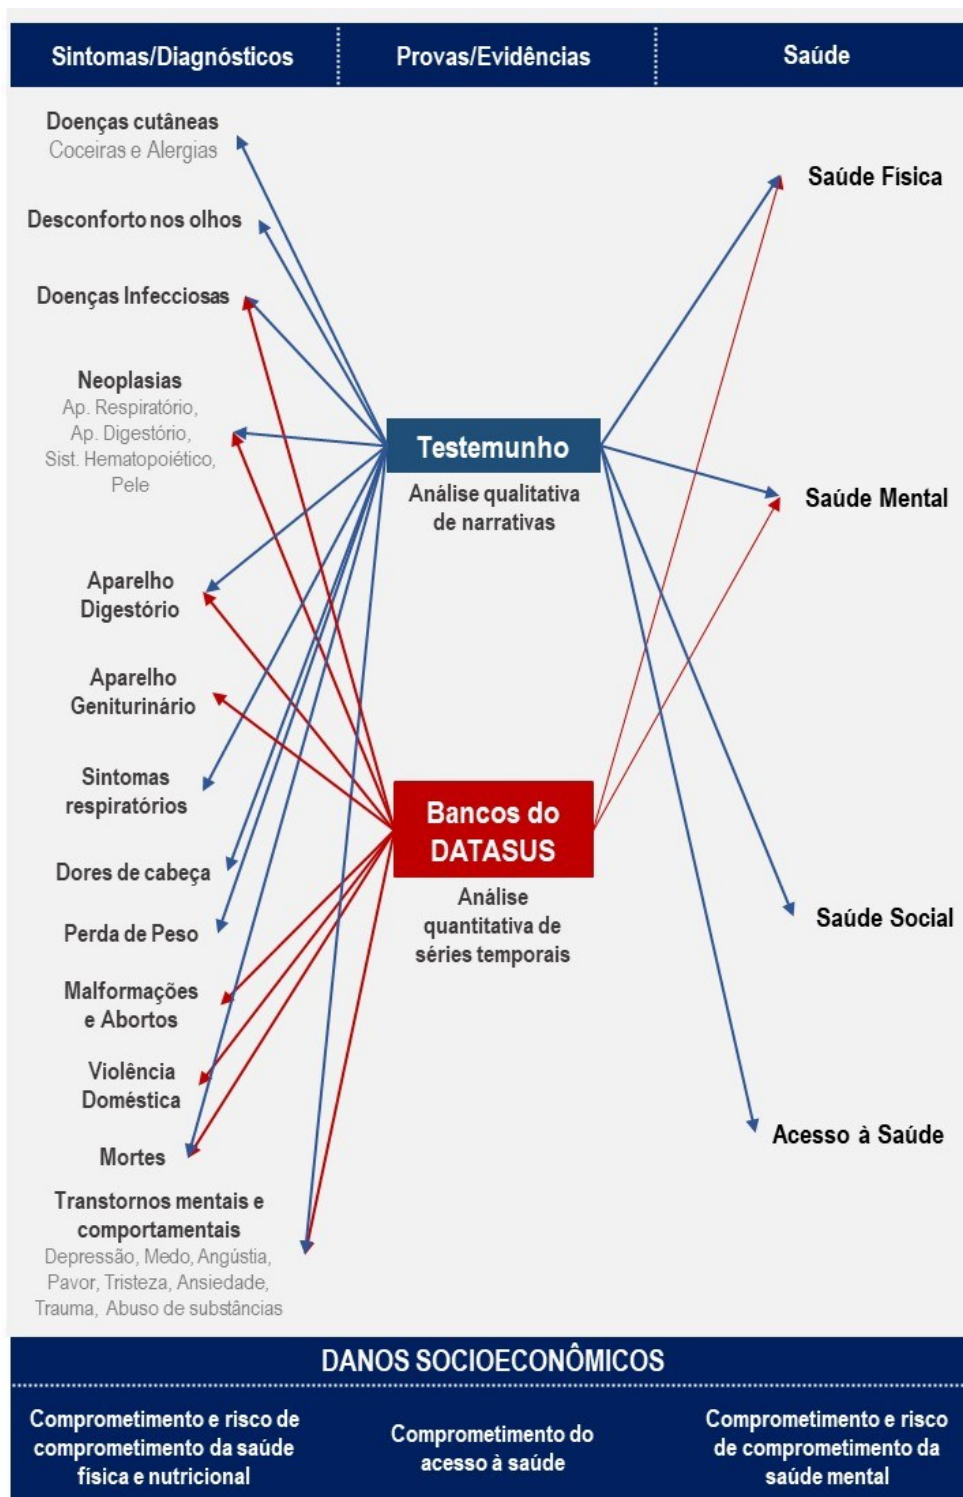 Sintomas/Diagnósticos
Provas/Evidências
Saúde
Doenças cutâneas
Coceiras e Alergias
Desconforto nos olhos
Doenças Infecciosas
Neoplasias
Ap. Respiratório,
Ap. Digestório,
Sist. Hematopoiético,
Pele
Aparelho
Digestório
Aparelho
Geniturinário
Sintomas
respiratórios
Dores de cabeça
Perda de Peso
Malformações
e Abortos
Violência
Doméstica
Mortes
Transtornos mentais e
comportamentais
Depressão, Medo, Angústia,
Pavor, Tristeza, Ansiedade,
Trauma, Abuso de substâncias
Testemunho
Análise qualitativa
de narrativas
Bancos do
DATASUS
Análise
quantitativa de
séries temporais
Saúde Física
Saúde Mental
Saúde Social
Acesso à Saúde
DANOS SOCIOECONÔMICOS
Comprometimento e risco de
comprometimento da saúde
física e nutricional
Comprometimento do
acesso à saúde
Comprometimento e risco
de comprometimento da
saúde mental